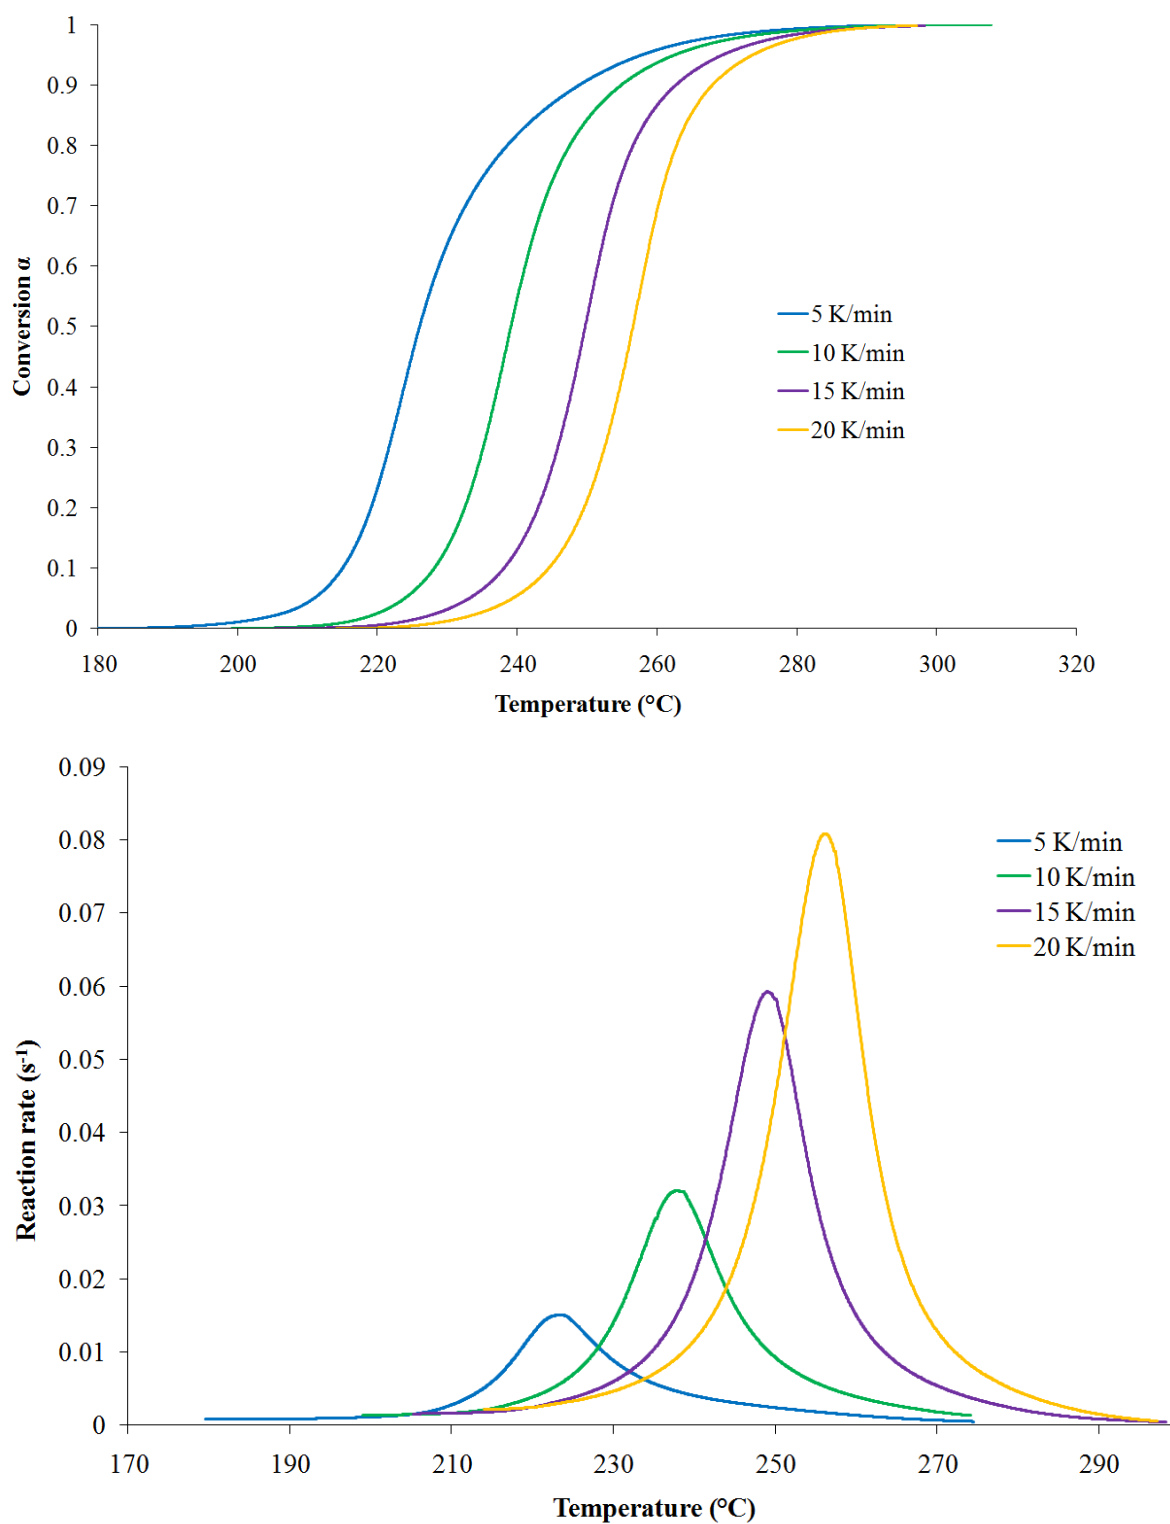 1
0.9
0.8
0.7
0.6
0.5
0.4
0.3
0.2
0.1
0
Conversion α
5 K/min
10 K/min
15 K/min
20 K/min
180 200 220 240 260 280 300 320
Temperature (°C)
0.09
0.08
0.07
0.06
0.05
0.04
0.03
0.02
0.01
0
Reaction rate (s⁻¹)
5 K/min
10 K/min
15 K/min
20 K/min
170 190 210 230 250 270 290
Temperature (°C)